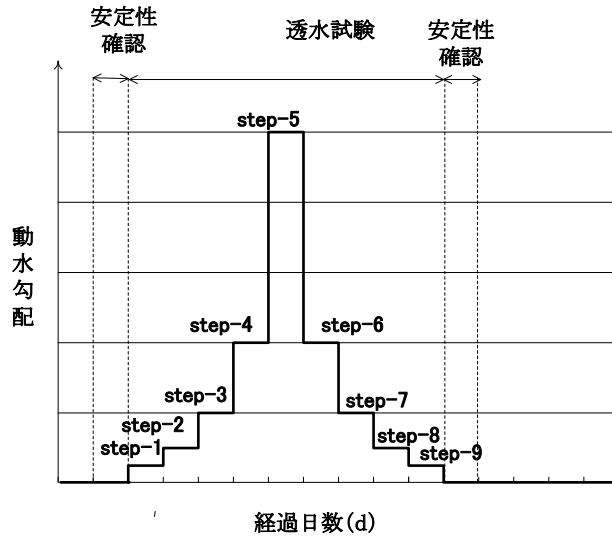 安定性
確認
透水試験
安定性
確認
step-5
動水勾配
step-4
step-6
step-3
step-7
step-2
step-8
step-1
step-9
経過日数(d)